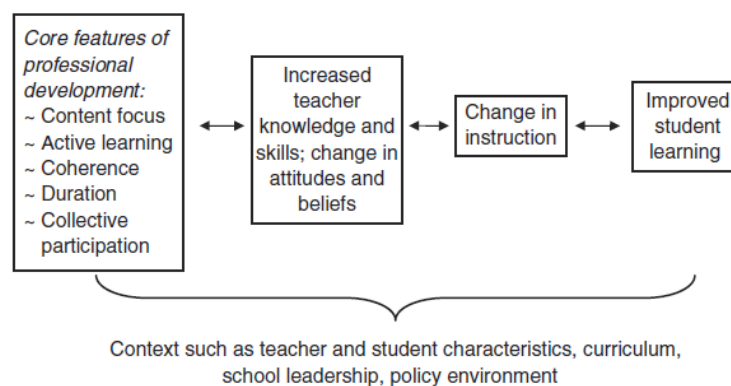 Core features of
professional
development:
~ Content focus
~ Active learning
~ Coherence
~ Duration
~ Collective
participation
Increased
teacher
knowledge and
skills; change in
attitudes and
beliefs
Change in
instruction
Improved
student
learning
Context such as teacher and student characteristics, curriculum,
school leadership, policy environment